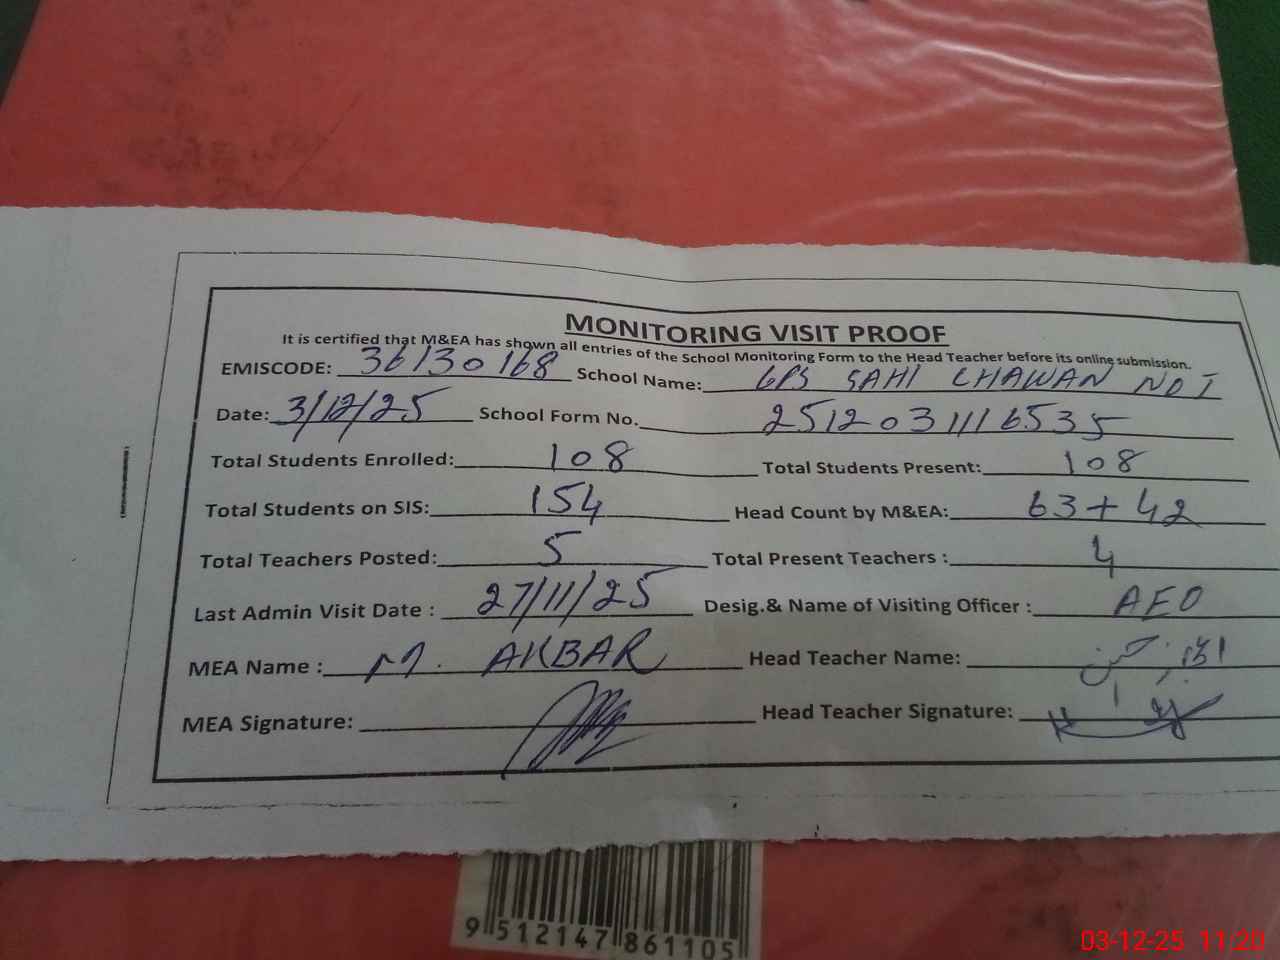 MONITORING VISIT PROOF
It is certified that M&EA has shown all entries of the School Monitoring Form to the Head Teacher before its online submission.
EMISCODE: 36130168 School Name: GPS SAHI CHAWAN NO I
Date: 3/12/25 School Form No. 2512031116535
Total Students Enrolled: 108 Total Students Present: 108
Total Students on SIS: 154 Head Count by M&EA: 63+42
Total Teachers Posted: 5 Total Present Teachers : 4
Last Admin Visit Date : 27/11/25 Desig.& Name of Visiting Officer : AEO
MEA Name : M. AKBAR Head Teacher Name:
MEA Signature: Head Teacher Signature:
9 512147 861105
03-12-25 11:20